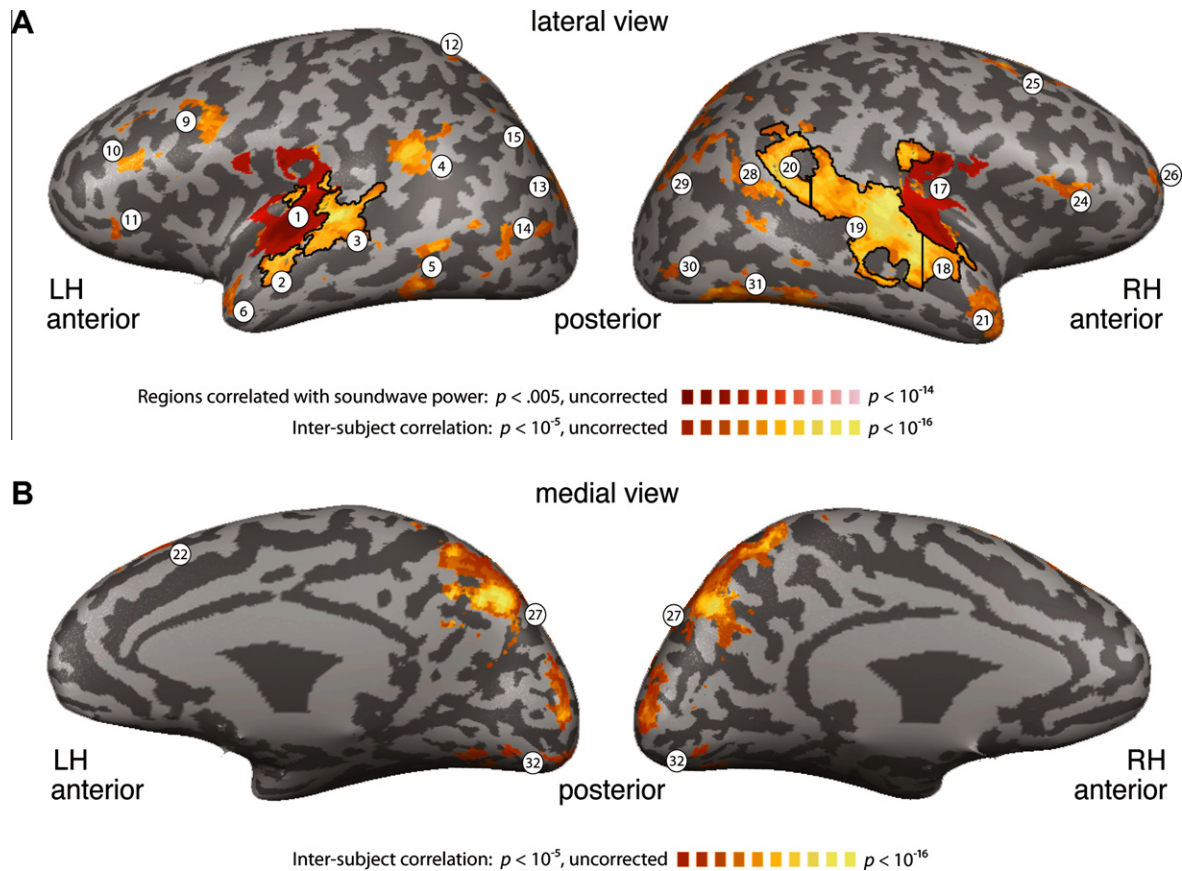 A
lateral view
12
25
9
15
10
4
20
28
17
26
13
29
24
11
1
14
19
3
5
30
18
2
31
6
21
LH
anterior
posterior
RH
anterior
Regions correlated with soundwave power: p < .005, uncorrected p < 10⁻¹⁴
Inter-subject correlation: p < 10⁻⁵, uncorrected p < 10⁻¹⁶
B
medial view
22
27
27
32
32
LH
anterior
posterior
RH
anterior
Inter-subject correlation: p < 10⁻⁵, uncorrected p < 10⁻¹⁶